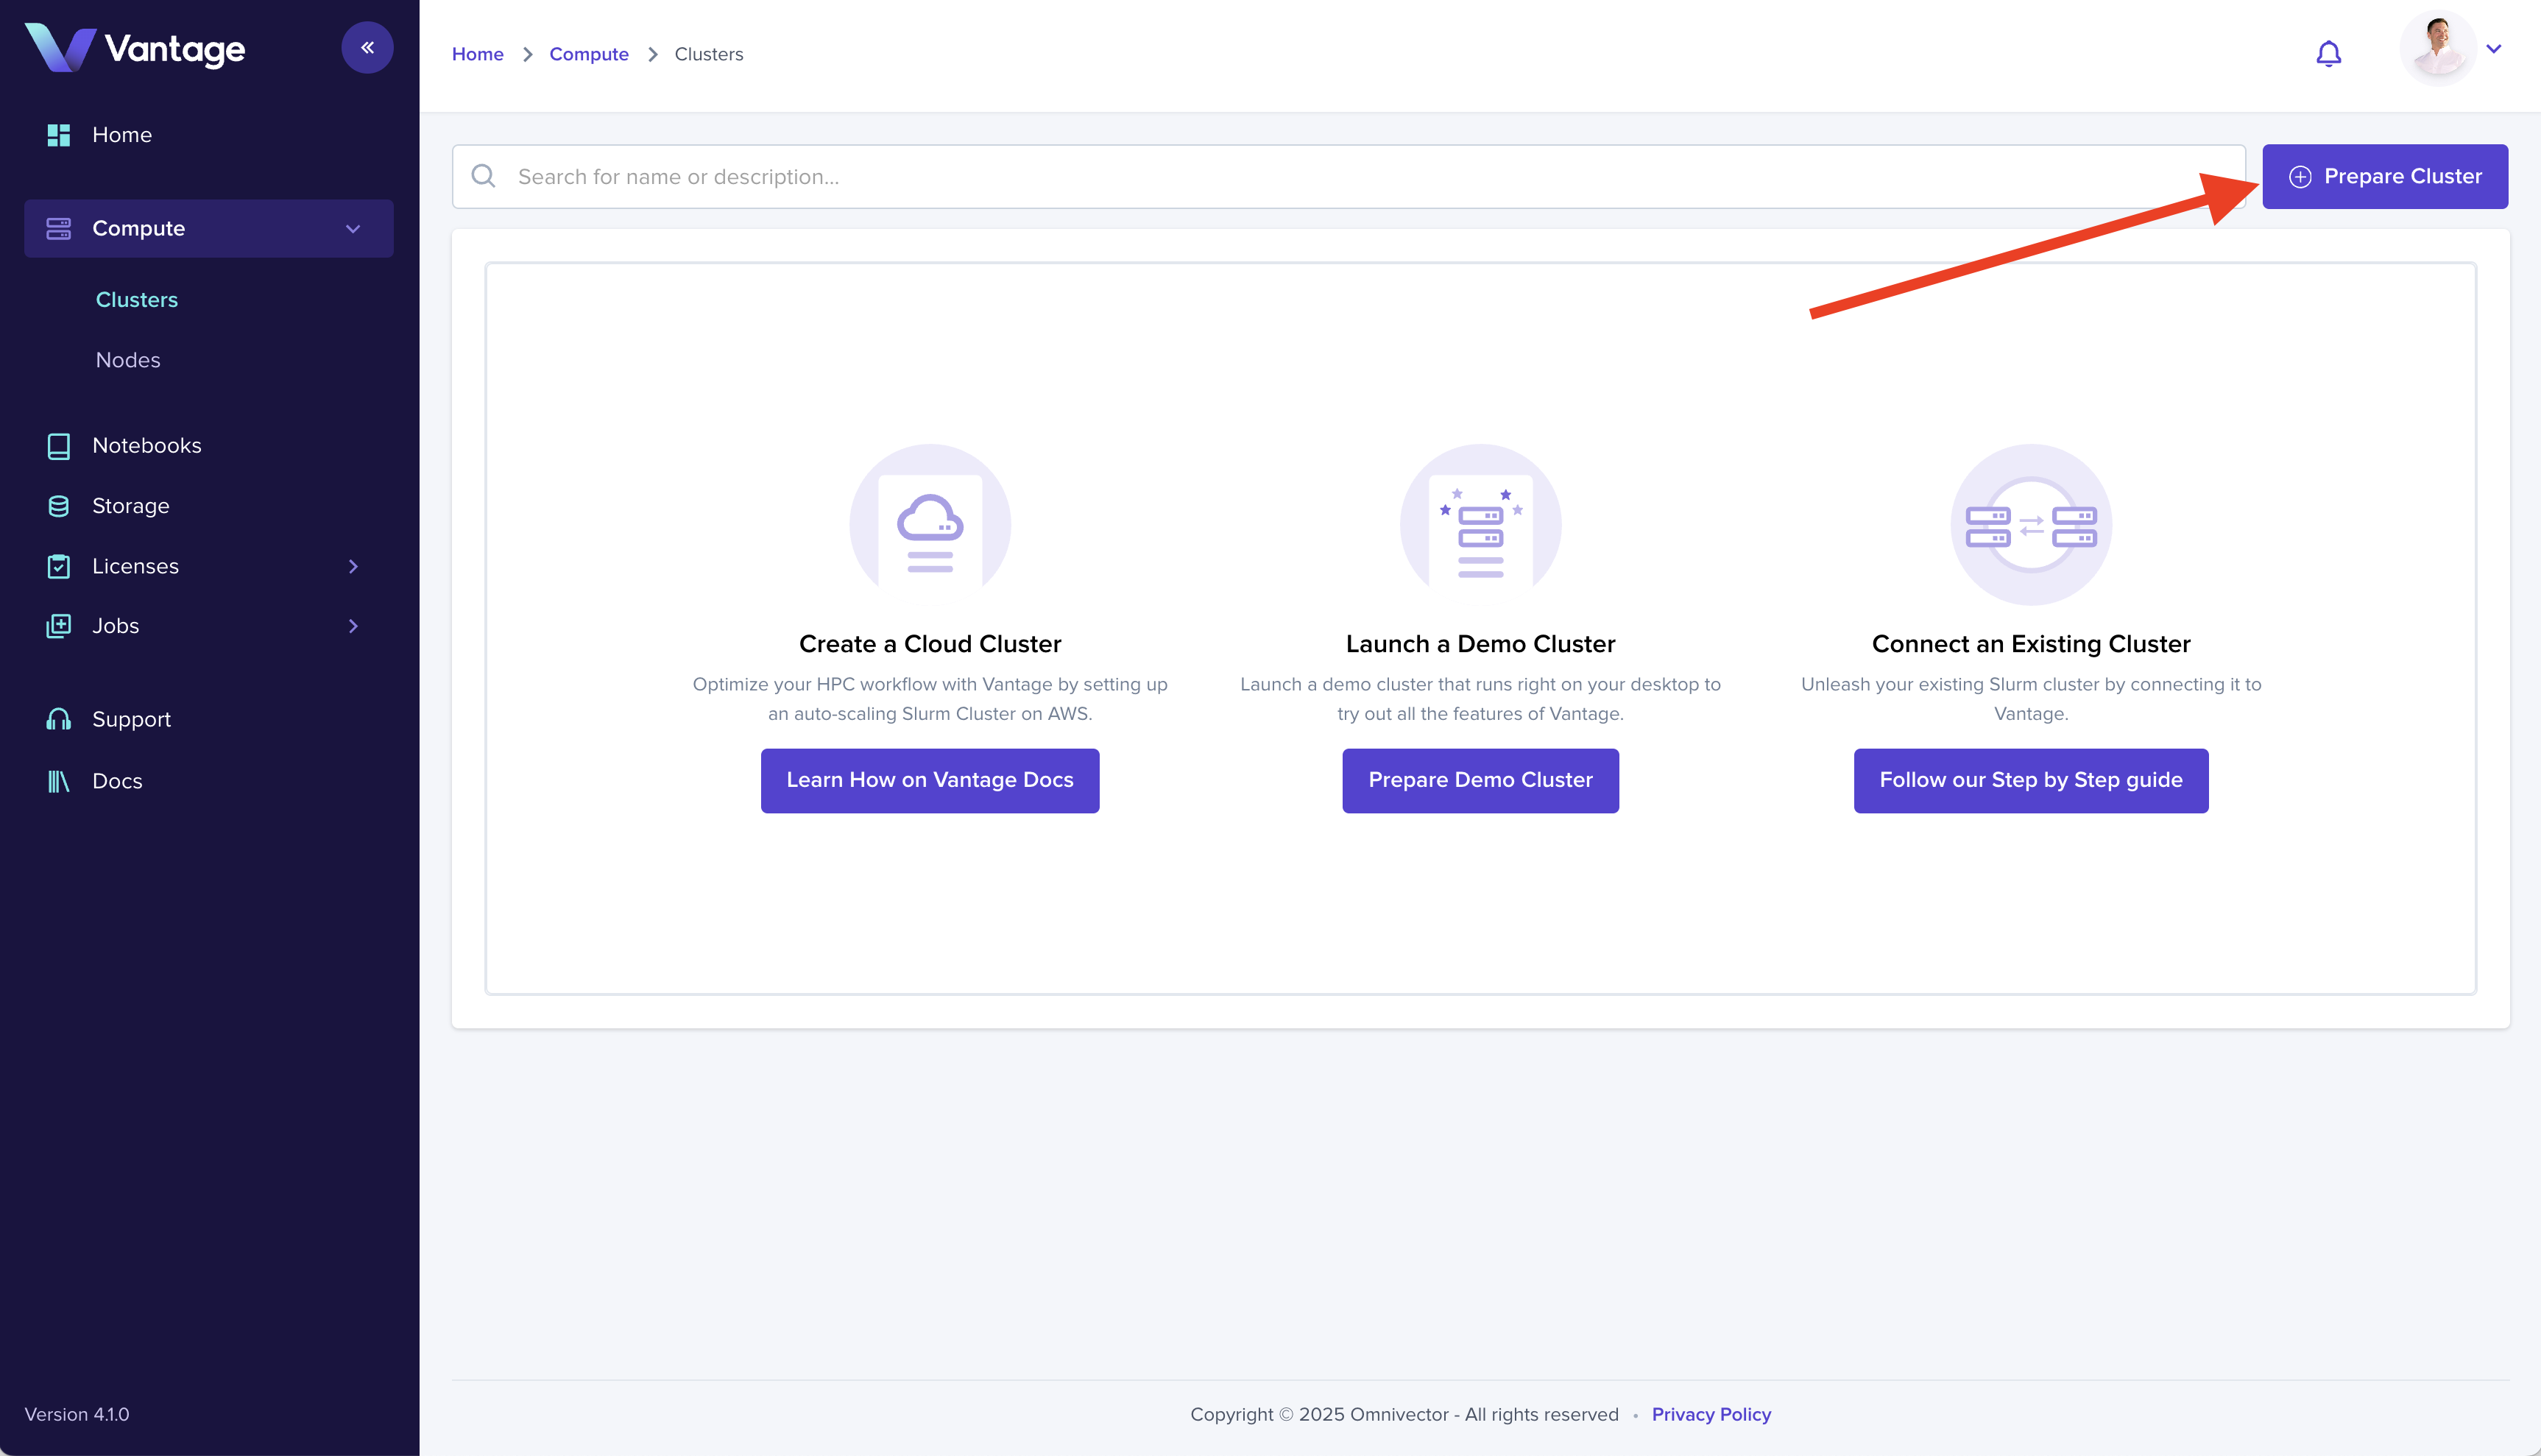 Vantage
Home
Compute
Clusters
Nodes
Notebooks
Storage
Licenses
Jobs
Support
Docs
Version 4.1.0
Home > Compute > Clusters
Search for name or description...
Prepare Cluster
Create a Cloud Cluster
Optimize your HPC workflow with Vantage by setting up
an auto-scaling Slurm Cluster on AWS.
Learn How on Vantage Docs
Launch a Demo Cluster
Launch a demo cluster that runs right on your desktop to
try out all the features of Vantage.
Prepare Demo Cluster
Connect an Existing Cluster
Unleash your existing Slurm cluster by connecting it to
Vantage.
Follow our Step by Step guide
Copyright © 2025 Omnivector - All rights reserved • Privacy Policy